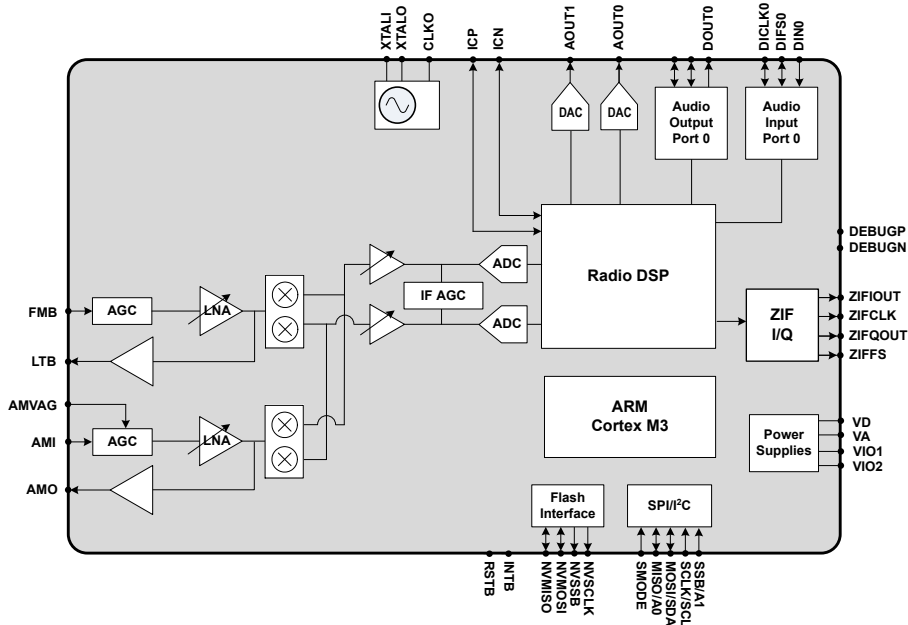 XTALI
XTALO
CLKO
ICP
ICN
AOUT1
AOUT0
DOUT0
DICLK0
DIFS0
DIN0
DAC
DAC
Audio
Output
Port 0
Audio
Input
Port 0
DEBUGP
DEBUGN
Radio DSP
ADC
IF AGC
ADC
FMB
AGC
LNA
LTB
AMVAG
AMI
AGC
LNA
AMO
ZIF
I/Q
ZIFIOUT
ZIFCLK
ZIFQOUT
ZIFFS
ARM
Cortex M3
Power
Supplies
VD
VA
VIO1
VIO2
Flash
Interface
SPI/I²C
RSTB
INTB
NVMISO
NVMOSI
NVSSB
NVSCLK
SMODE
MISO/A0
MOSI/SDA
SCLK/SCL
SSB/A1